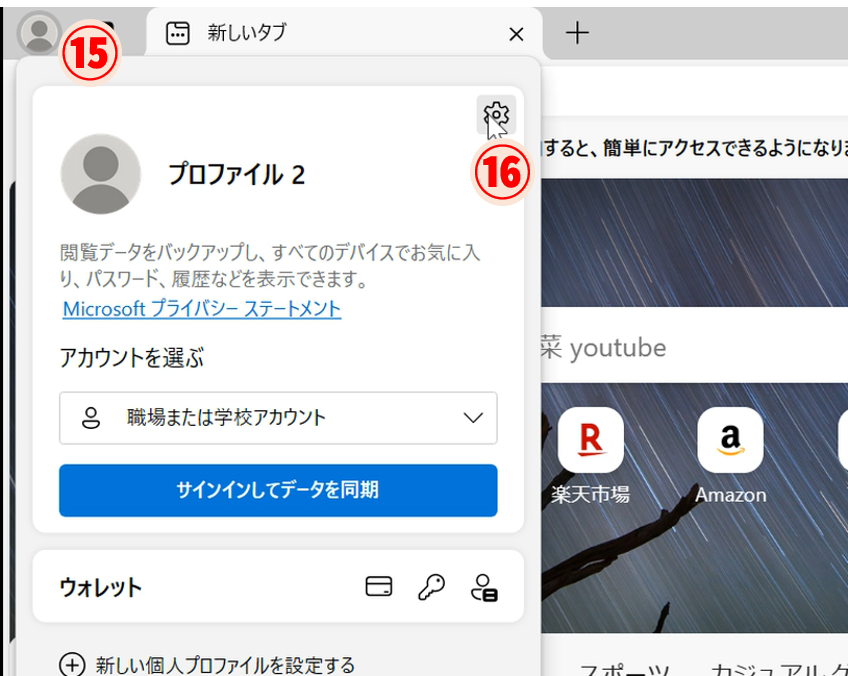 新しいタブ
⑮
⑯
プロファイル 2
すると、簡単にアクセスできるようになりま
閲覧データをバックアップし、すべてのデバイスでお気に入
り、パスワード、履歴などを表示できます。
Microsoft プライバシー ステートメント
菜 youtube
アカウントを選ぶ
職場または学校アカウント
R
a
サインインしてデータを同期
楽天市場
Amazon
ウォレット
新しい個人プロファイルを設定する
スポーツ
カジュアル